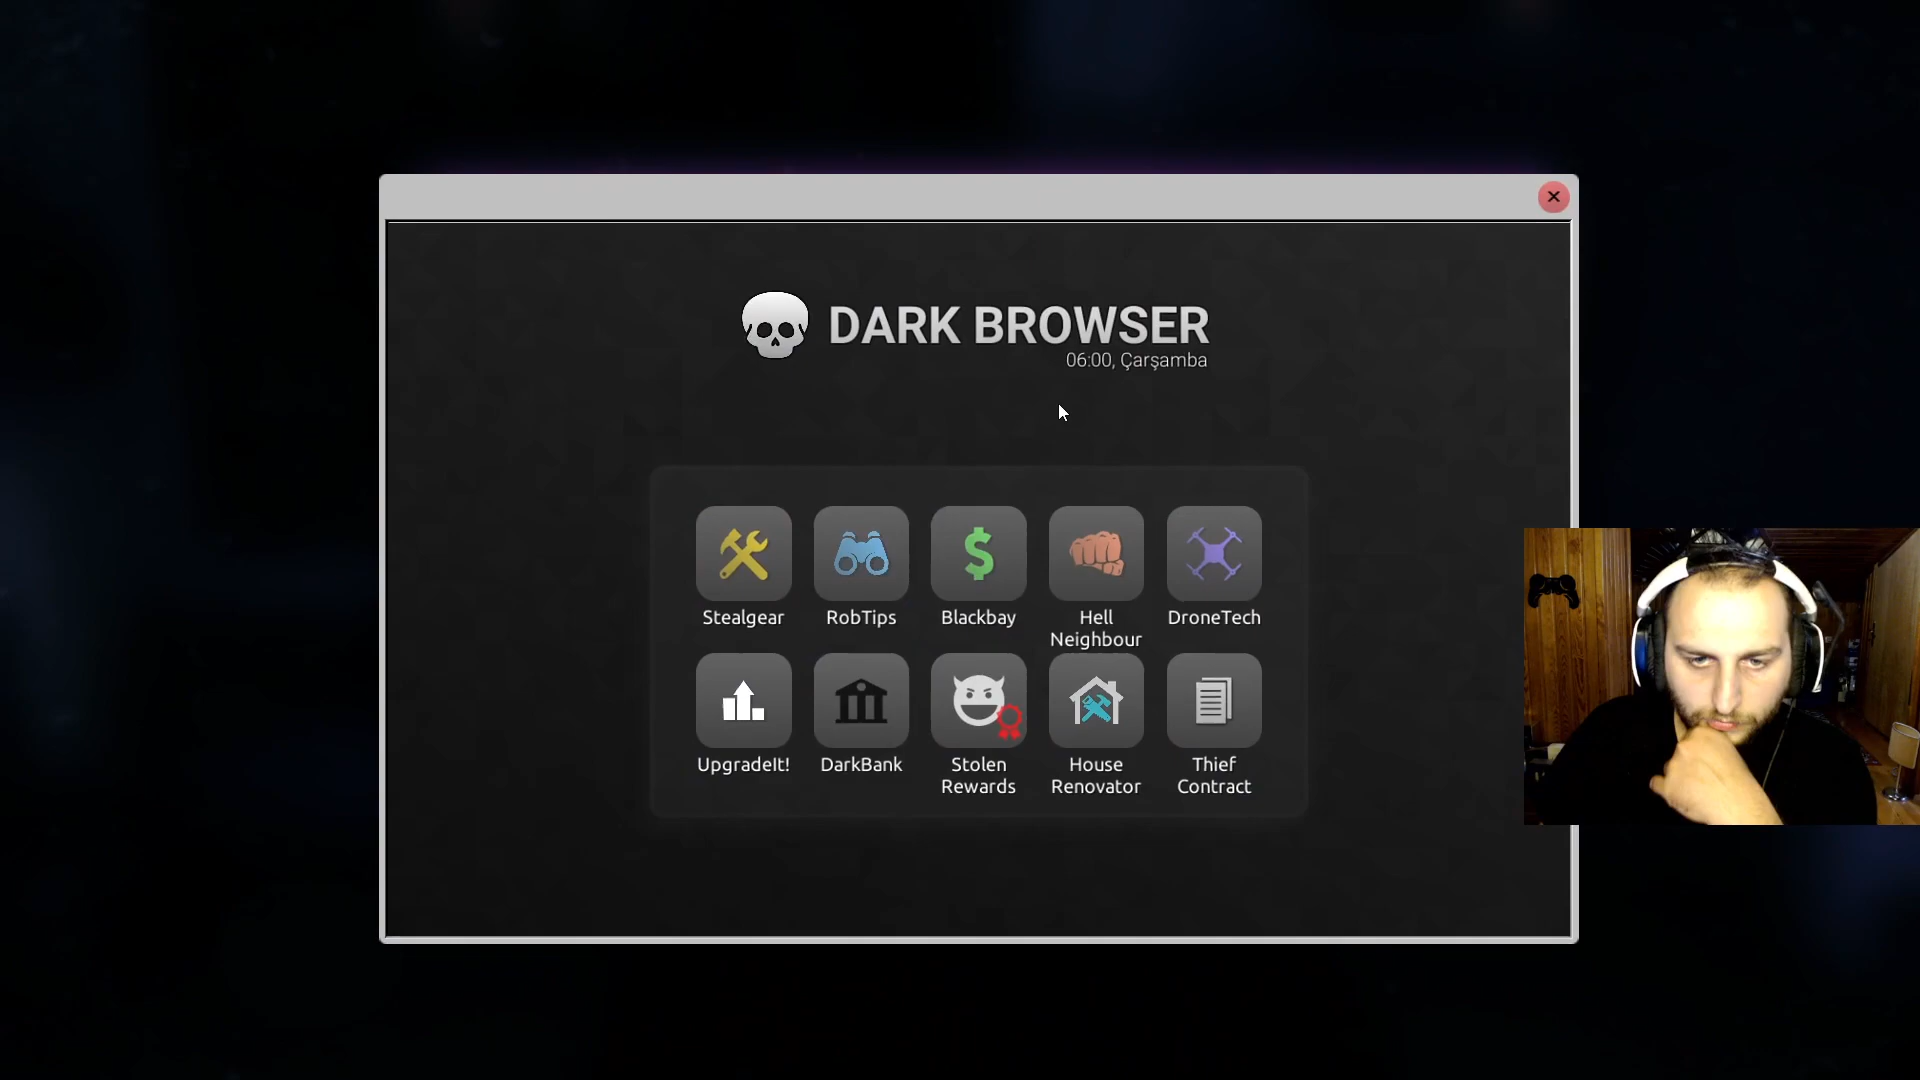 DARK BROWSER
06:00, Çarşamba
Stealgear
RobTips
Blackbay
Hell
Neighbour
DroneTech
UpgradeIt!
DarkBank
Stolen
Rewards
House
Renovator
Thief
Contract